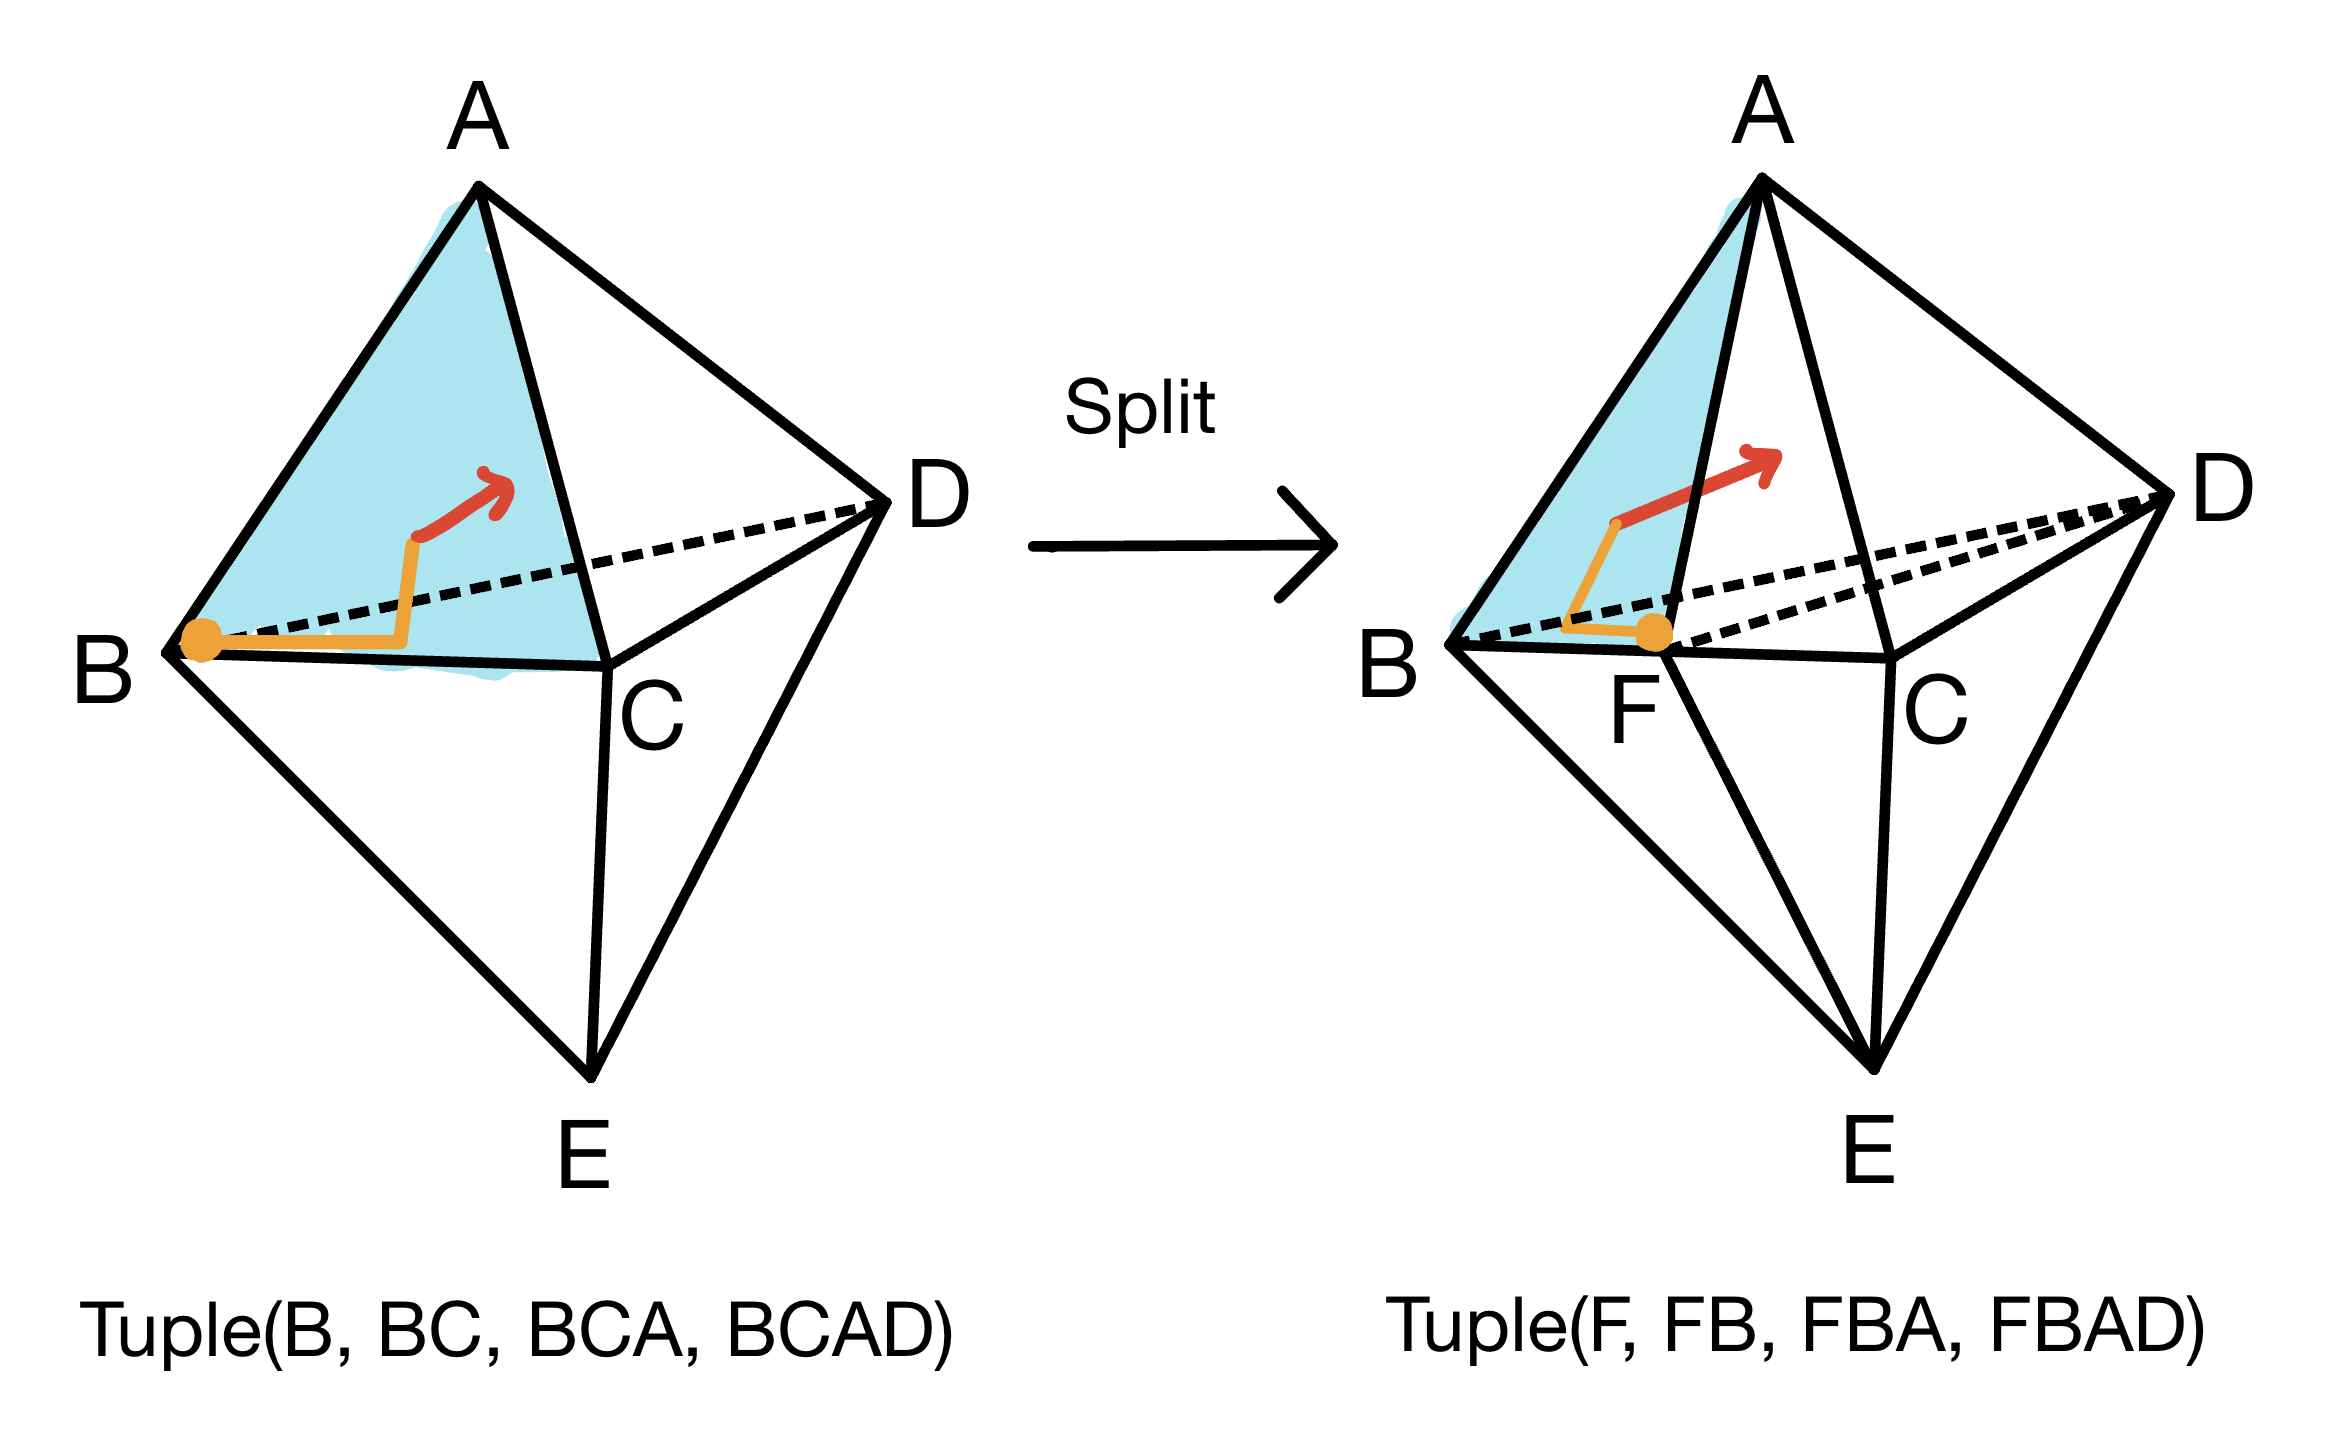 A
B
C
D
E
Tuple(B, BC, BCA, BCAD)
Split
A
B
F
C
D
E
Tuple(F, FB, FBA, FBAD)